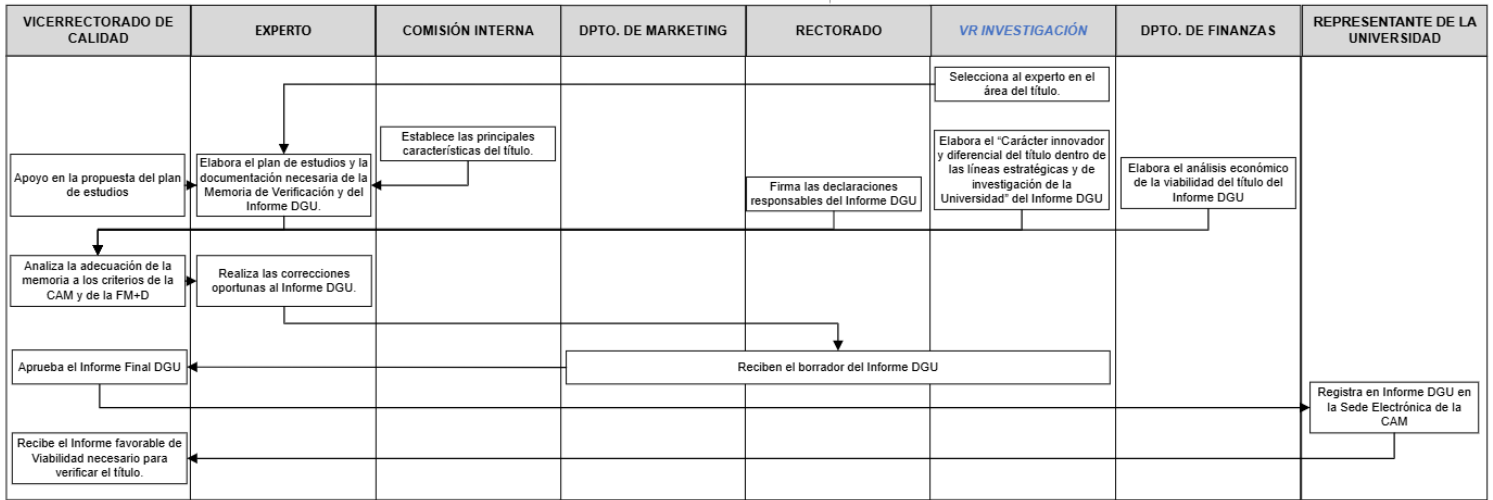 VICERRECTORADO DE
CALIDAD
EXPERTO
COMISIÓN INTERNA
DPTO. DE MARKETING
RECTORADO
VR INVESTIGACIÓN
DPTO. DE FINANZAS
REPRESENTANTE DE LA
UNIVERSIDAD
Selecciona al experto en el
área del título.
Establece las principales
características del título.
Apoyo en la propuesta del plan
de estudios
Elabora el plan de estudios y la
documentación necesaria de la
Memoria de Verificación y del
Informe DGU.
Firma las declaraciones
responsables del Informe DGU
Elabora el “Carácter innovador
y diferencial del título dentro de
las líneas estratégicas y de
investigación de la
Universidad” del Informe DGU
Elabora el análisis económico
de la viabilidad del título del
Informe DGU
Analiza la adecuación de la
memoria a los criterios de la
CAM y de la FM+D
Realiza las correcciones
oportunas al Informe DGU.
Aprueba el Informe Final DGU
Reciben el borrador del Informe DGU
Registra en Informe DGU en
la Sede Electrónica de la
CAM
Recibe el Informe favorable de
Viabilidad necesario para
verificar el título.